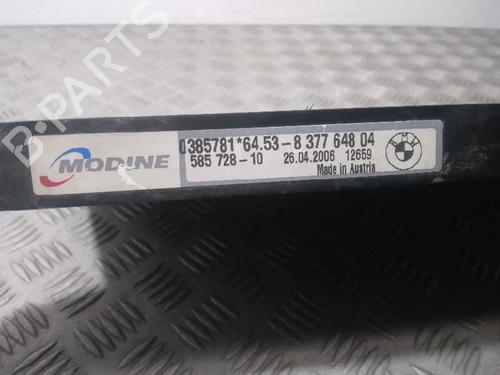 B-PARTS
MODINE
0385781*64.53-8 377 648 04
585 728-10 26.04.2006 12659
Made in Austria
BMW